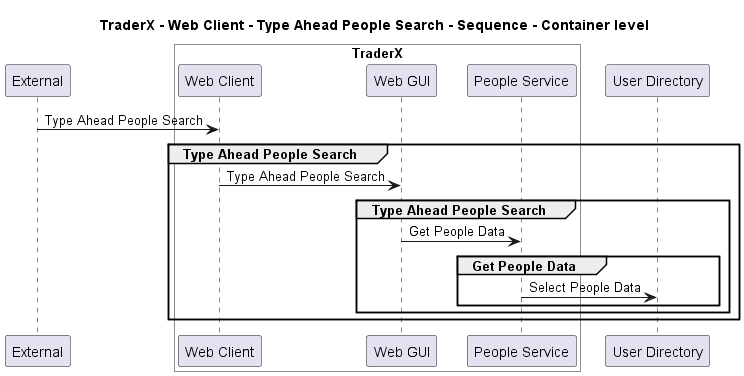 TraderX - Web Client - Type Ahead People Search - Sequence - Container level
TraderX
External
Web Client
Web GUI
People Service
User Directory
Type Ahead People Search
Type Ahead People Search
Type Ahead People Search
Type Ahead People Search
Get People Data
Get People Data
Select People Data
External
Web Client
Web GUI
People Service
User Directory